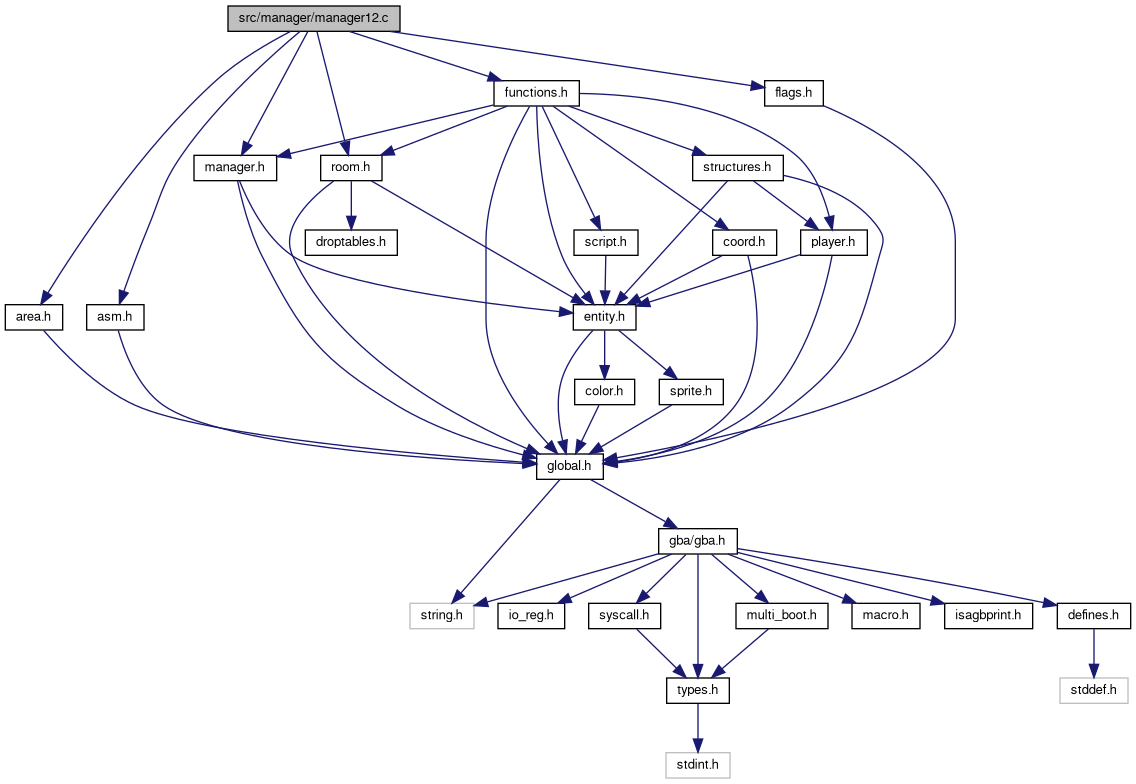 src/manager/manager12.c
functions.h
flags.h
manager.h
room.h
structures.h
droptables.h
script.h
coord.h
player.h
area.h
asm.h
entity.h
color.h
sprite.h
global.h
gba/gba.h
string.h
io_reg.h
syscall.h
multi_boot.h
macro.h
isagbprint.h
defines.h
types.h
stddef.h
stdint.h